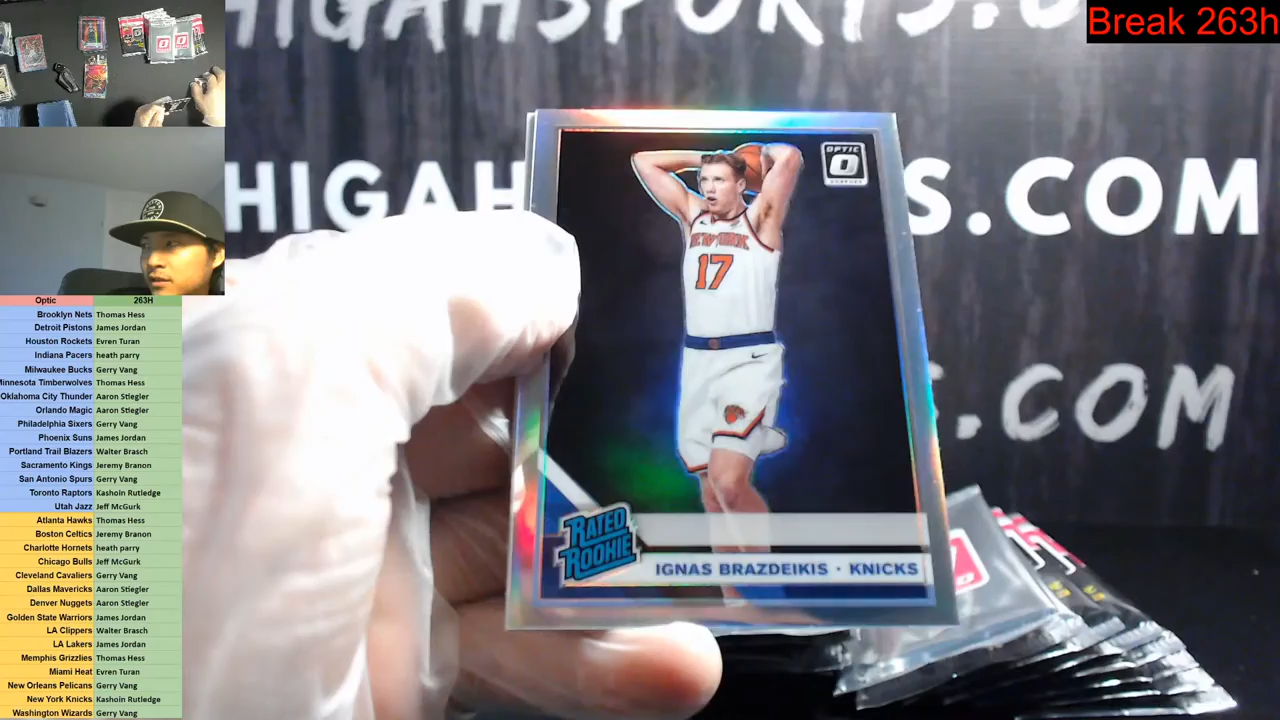 HIGAHSPORTS.
Break 263h
HIGAH S.COM
S.COM
OPTIC
NEW YORK
17
RATED
ROOKIE
IGNAS BRAZDEIKIS · KNICKS
Optic 263H
Brooklyn Nets Thomas Hess
Detroit Pistons James Jordan
Houston Rockets Evren Turan
Indiana Pacers heath parry
Milwaukee Bucks Gerry Vang
Minnesota Timberwolves Thomas Hess
Oklahoma City Thunder Aaron Stiegler
Orlando Magic Aaron Stiegler
Philadelphia Sixers Gerry Vang
Phoenix Suns James Jordan
Portland Trail Blazers Walter Brasch
Sacramento Kings Jeremy Branon
San Antonio Spurs Gerry Vang
Toronto Raptors Kashoin Rutledge
Utah Jazz Jeff McGurk
Atlanta Hawks Thomas Hess
Boston Celtics Jeremy Branon
Charlotte Hornets heath parry
Chicago Bulls Jeff McGurk
Cleveland Cavaliers Gerry Vang
Dallas Mavericks Aaron Stiegler
Denver Nuggets Aaron Stiegler
Golden State Warriors James Jordan
LA Clippers Walter Brasch
LA Lakers James Jordan
Memphis Grizzlies Thomas Hess
Miami Heat Evren Turan
New Orleans Pelicans Gerry Vang
New York Knicks Kashoin Rutledge
Washington Wizards Gerry Vang